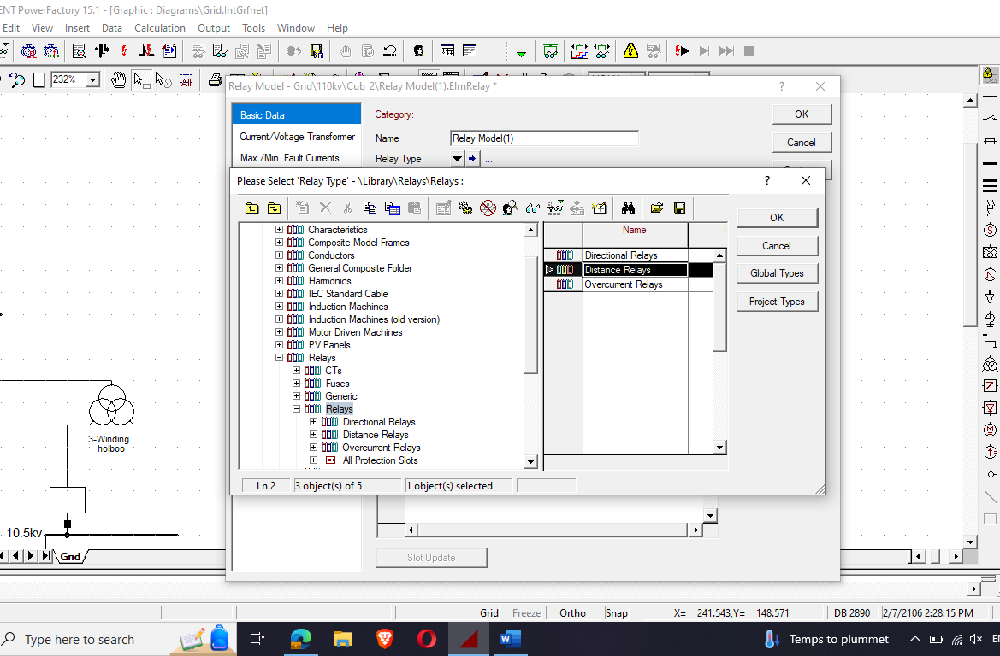 ENT PowerFactory 15.1 - [Graphic : Diagrams\Grid.IntGrfnet]
Edit View Insert Data Calculation Output Tools Window Help
232%
Relay Model - Grid\110kv\Cub_2\Relay Model(1).ElmRelay *
? 
Basic Data
Current/Voltage Transformer
Max./Min. Fault Currents
Category:
Name
Relay Model(1)
Relay Type
...
OK
Cancel
Please Select 'Relay Type' - \Library\Relays\Relays :
?
Characteristics
Composite Model Frames
Conductors
General Composite Folder
Harmonics
IEC Standard Cable
Induction Machines
Induction Machines (old version)
Motor Driven Machines
PV Panels
Relays
CTs
Fuses
Generic
Relays
Directional Relays
Distance Relays
Overcurrent Relays
All Protection Slots
Name
T
Directional Relays
Distance Relays
Overcurrent Relays
OK
Cancel
Global Types
Project Types
Ln 2
3 object(s) of 5
1 object(s) selected
Slot Update
3-Winding..
holboo
10.5kv
Grid
Grid
Freeze
Ortho
Snap
X= 241.543,Y= 148.571
DB 2890
2/7/2106 2:28:15 PM
Type here to search
Temps to plummet